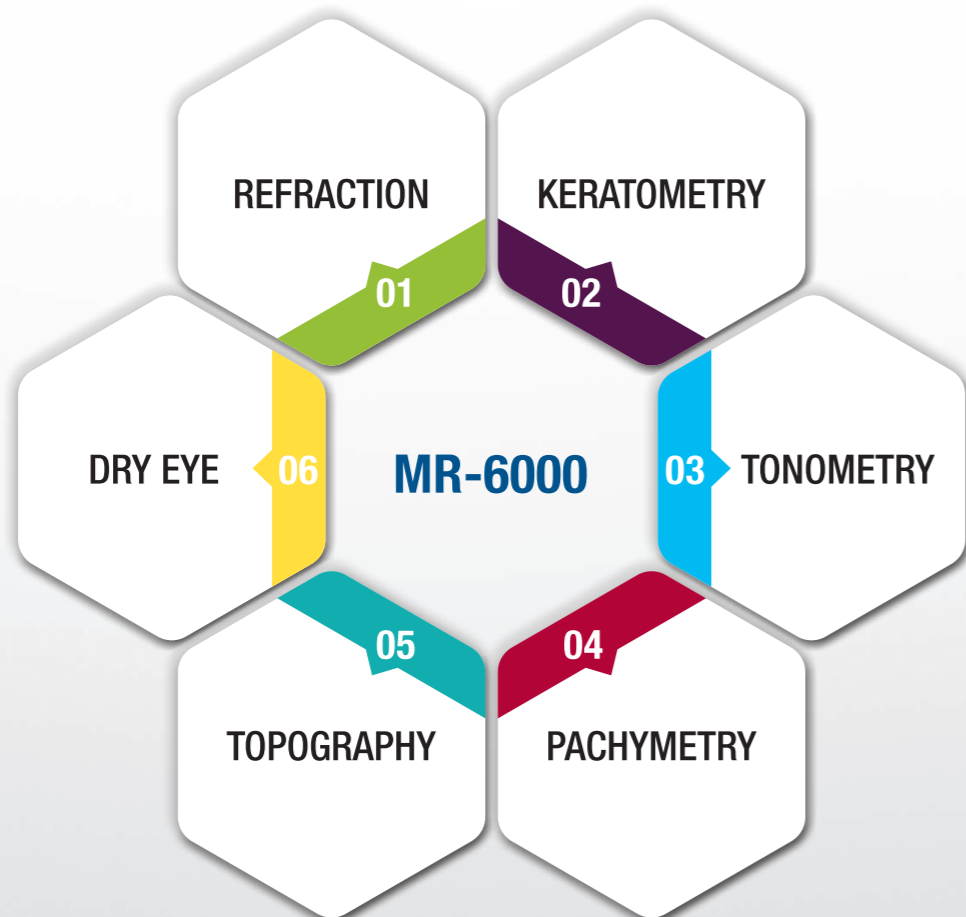 REFRACTION
01
KERATOMETRY
02
TONOMETRY
03
PACHYMETRY
04
TOPOGRAPHY
05
DRY EYE
06
MR-6000